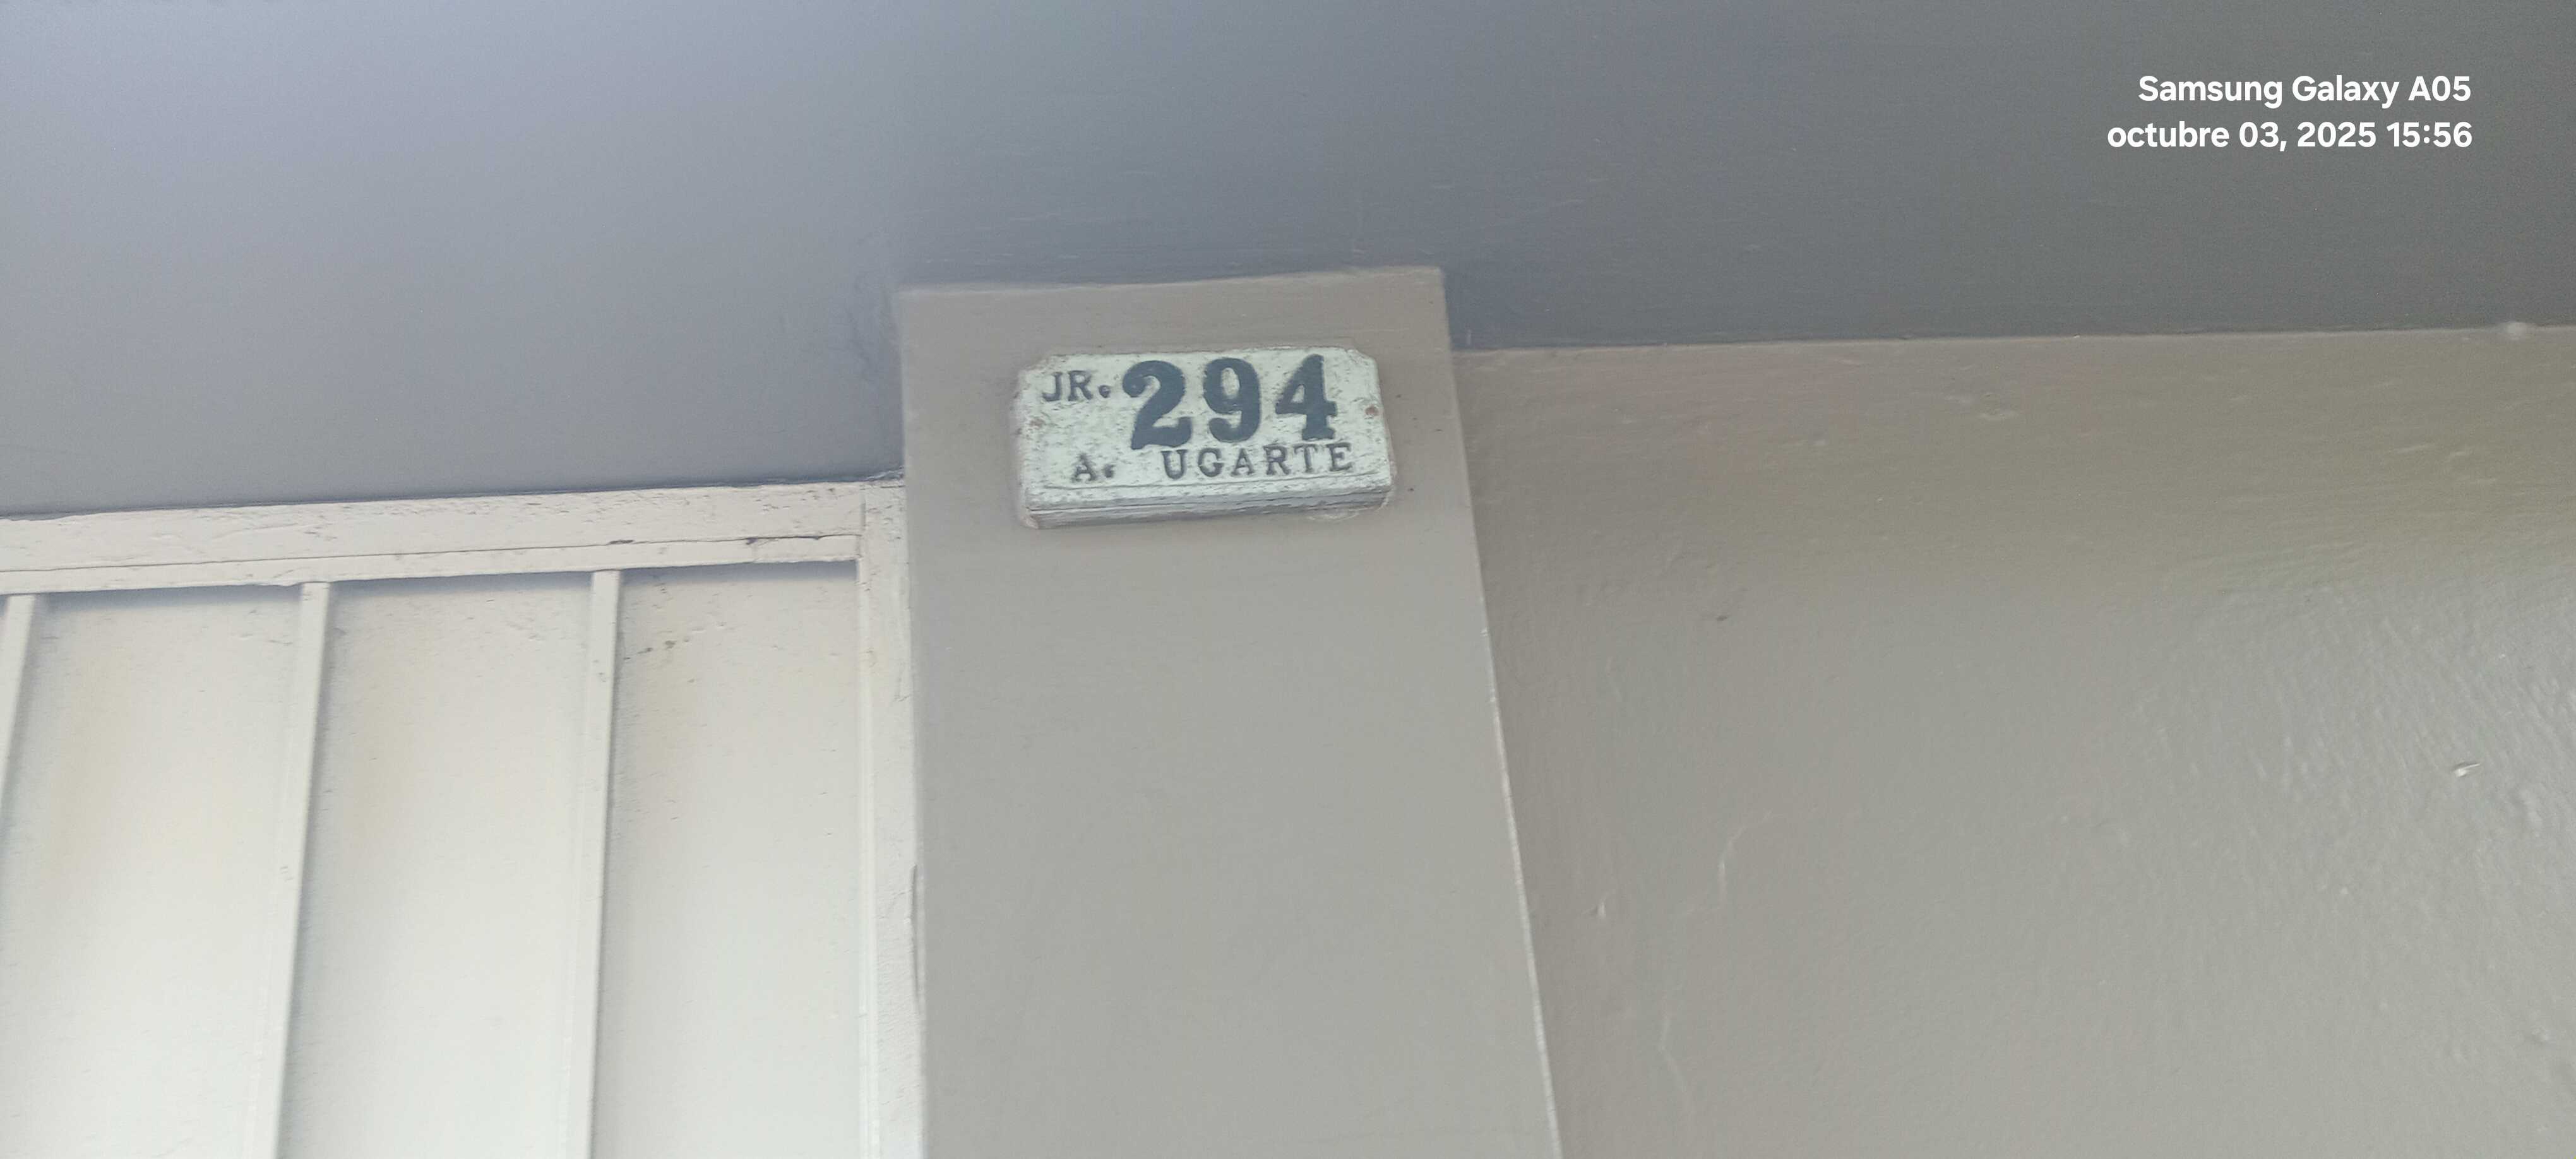 Samsung Galaxy A05
octubre 03, 2025 15:56
JR. 294
A. UGARTE